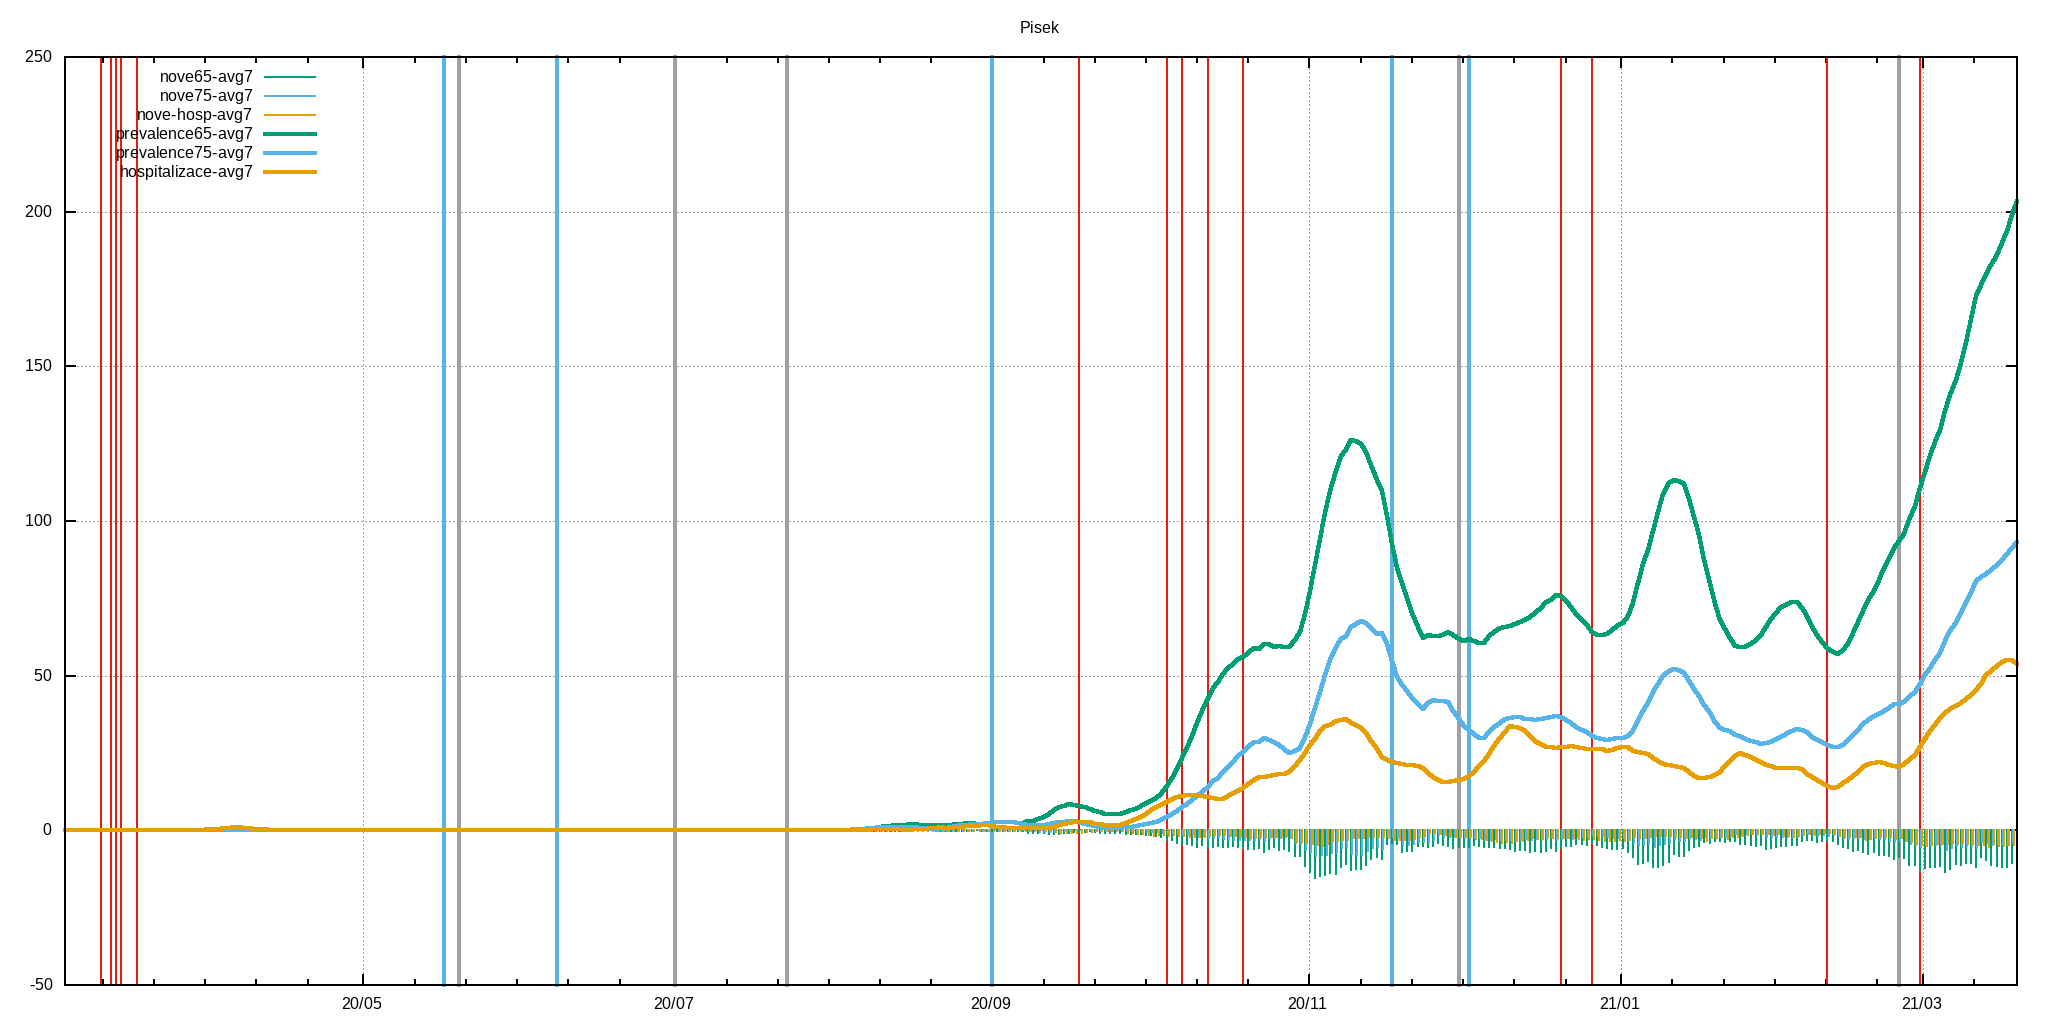 Pisek
250
200
150
100
50
0
-50
nove65-avg7
nove75-avg7
nove-hosp-avg7
prevalence65-avg7
prevalence75-avg7
hospitalizace-avg7
20/05 20/07 20/09 20/11 21/01 21/03